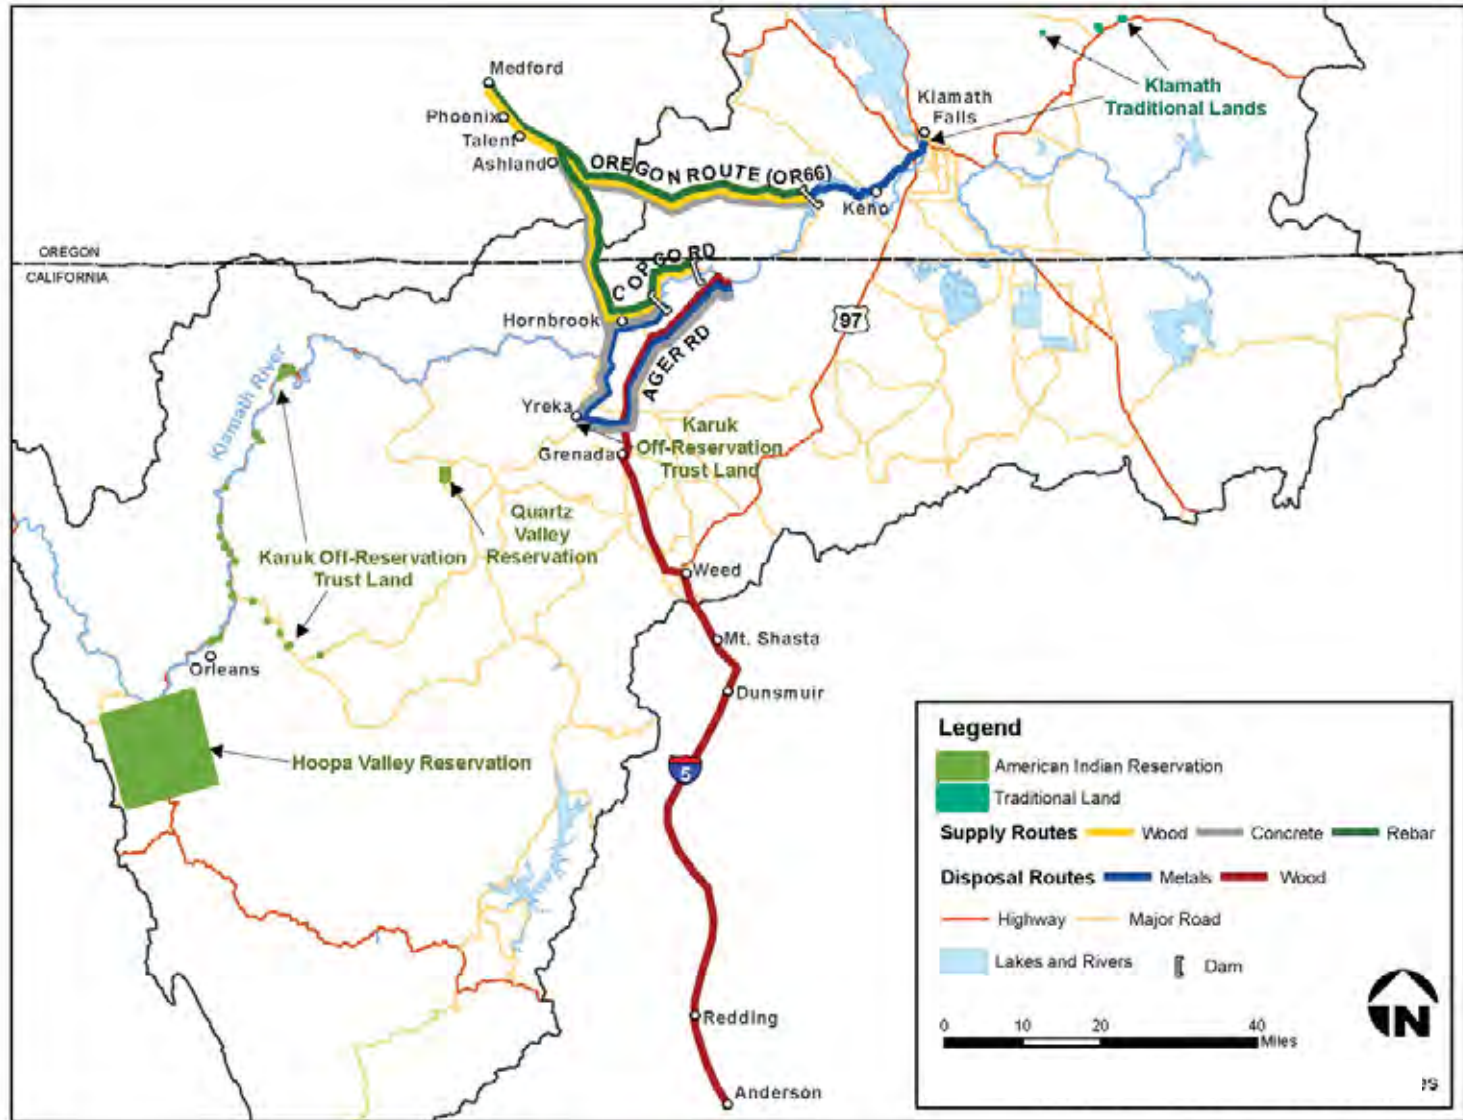 Medford
Phoenix
Talent
Ashland
OREGON ROUTE (OR66)
Klamath
Falls
Keno
Klamath
Traditional Lands
OREGON
CALIFORNIA
COPCO RD
Hornbrook
AGER RD
97
Klamath River
Yreka
Grenada
Karuk
Off-Reservation
Trust Land
Quartz
Valley
Reservation
Karuk Off-Reservation
Trust Land
Weed
Mt. Shasta
Orleans
Dunsmuir
Hoopa Valley Reservation
5
Redding
Anderson
Legend
American Indian Reservation
Traditional Land
Supply Routes Wood Concrete Rebar
Disposal Routes Metals Wood
Highway Major Road
Lakes and Rivers Dam
N
0 10 20 40
Miles